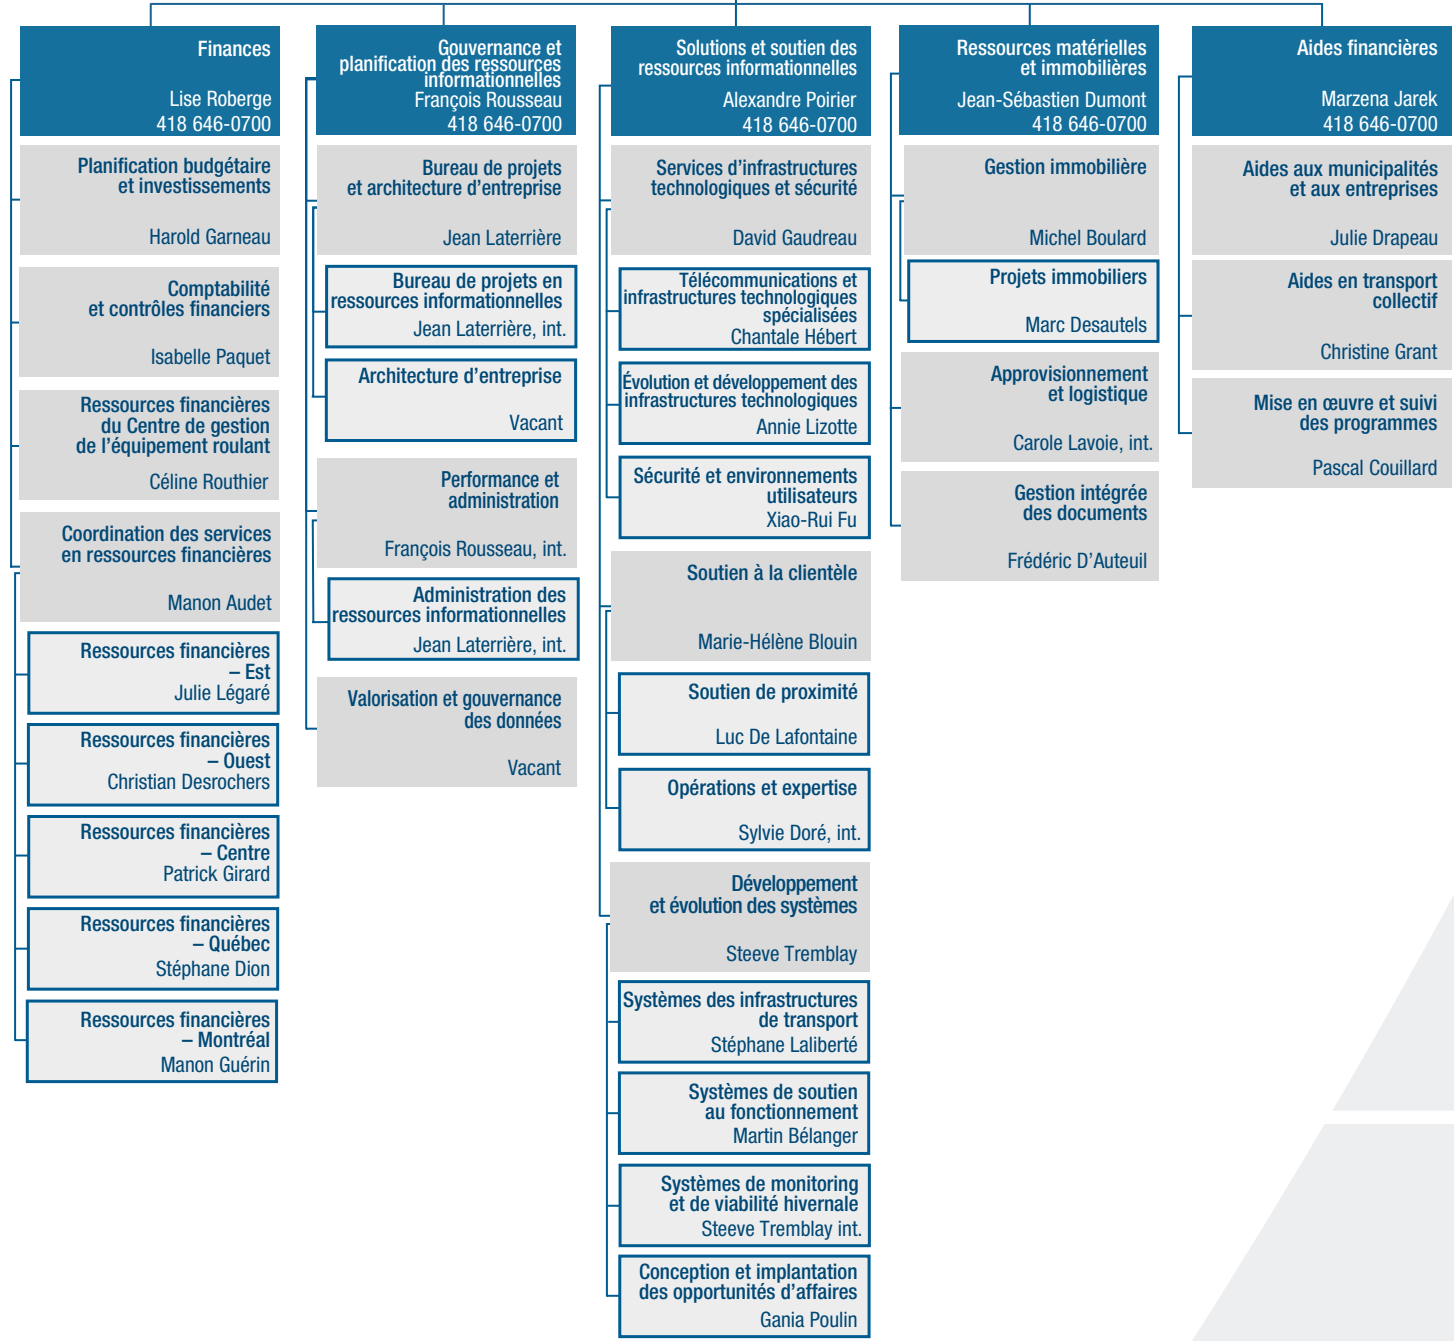 Finances
Lise Roberge
418 646-0700
Planification budgétaire
et investissements
Harold Garneau
Comptabilité
et contrôles financiers
Isabelle Paquet
Ressources financières
du Centre de gestion
de l'équipement roulant
Céline Routhier
Coordination des services
en ressources financières
Manon Audet
Ressources financières
– Est
Julie Légaré
Ressources financières
– Ouest
Christian Desrochers
Ressources financières
– Centre
Patrick Girard
Ressources financières
– Québec
Stéphane Dion
Ressources financières
– Montréal
Manon Guérin
Gouvernance et
planification des ressources
informationnelles
François Rousseau
418 646-0700
Bureau de projets
et architecture d'entreprise
Jean Laterrière
Bureau de projets en
ressources informationnelles
Jean Laterrière, int.
Architecture d'entreprise
Vacant
Performance et
administration
François Rousseau, int.
Administration des
ressources informationnelles
Jean Laterrière, int.
Valorisation et gouvernance
des données
Vacant
Solutions et soutien des
ressources informationnelles
Alexandre Poirier
418 646-0700
Services d'infrastructures
technologiques et sécurité
David Gaudreau
Télécommunications et
infrastructures technologiques
spécialisées
Chantale Hébert
Évolution et développement des
infrastructures technologiques
Annie Lizotte
Sécurité et environnements
utilisateurs
Xiao-Rui Fu
Soutien à la clientèle
Marie-Hélène Blouin
Soutien de proximité
Luc De Lafontaine
Opérations et expertise
Sylvie Doré, int.
Développement
et évolution des systèmes
Steeve Tremblay
Systèmes des infrastructures
de transport
Stéphane Laliberté
Systèmes de soutien
au fonctionnement
Martin Bélanger
Systèmes de monitoring
et de viabilité hivernale
Steeve Tremblay int.
Conception et implantation
des opportunités d'affaires
Gania Poulin
Ressources matérielles
et immobilières
Jean-Sébastien Dumont
418 646-0700
Gestion immobilière
Michel Boulard
Projets immobiliers
Marc Desautels
Approvisionnement
et logistique
Carole Lavoie, int.
Gestion intégrée
des documents
Frédéric D'Auteuil
Aides financières
Marzena Jarek
418 646-0700
Aides aux municipalités
et aux entreprises
Julie Drapeau
Aides en transport
collectif
Christine Grant
Mise en œuvre et suivi
des programmes
Pascal Couillard